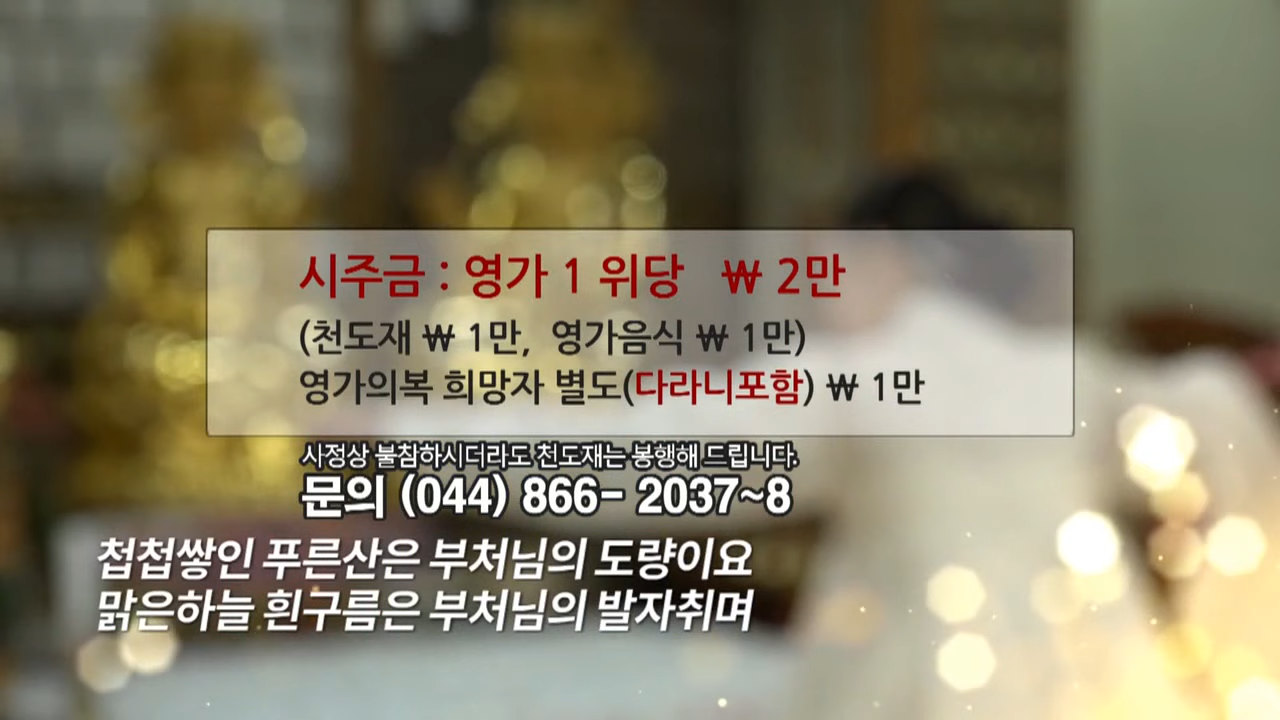 시주금 : 영가 1 위당 ₩ 2만
(천도재 ₩ 1만, 영가음식 ₩ 1만)
영가의복 희망자 별도(다라니포함) ₩ 1만
사정상 불참하시더라도 천도재는 봉행해 드립니다.
문의 (044) 866- 2037~8
첩첩쌓인 푸른산은 부처님의 도량이요
맑은하늘 흰구름은 부처님의 발자취며